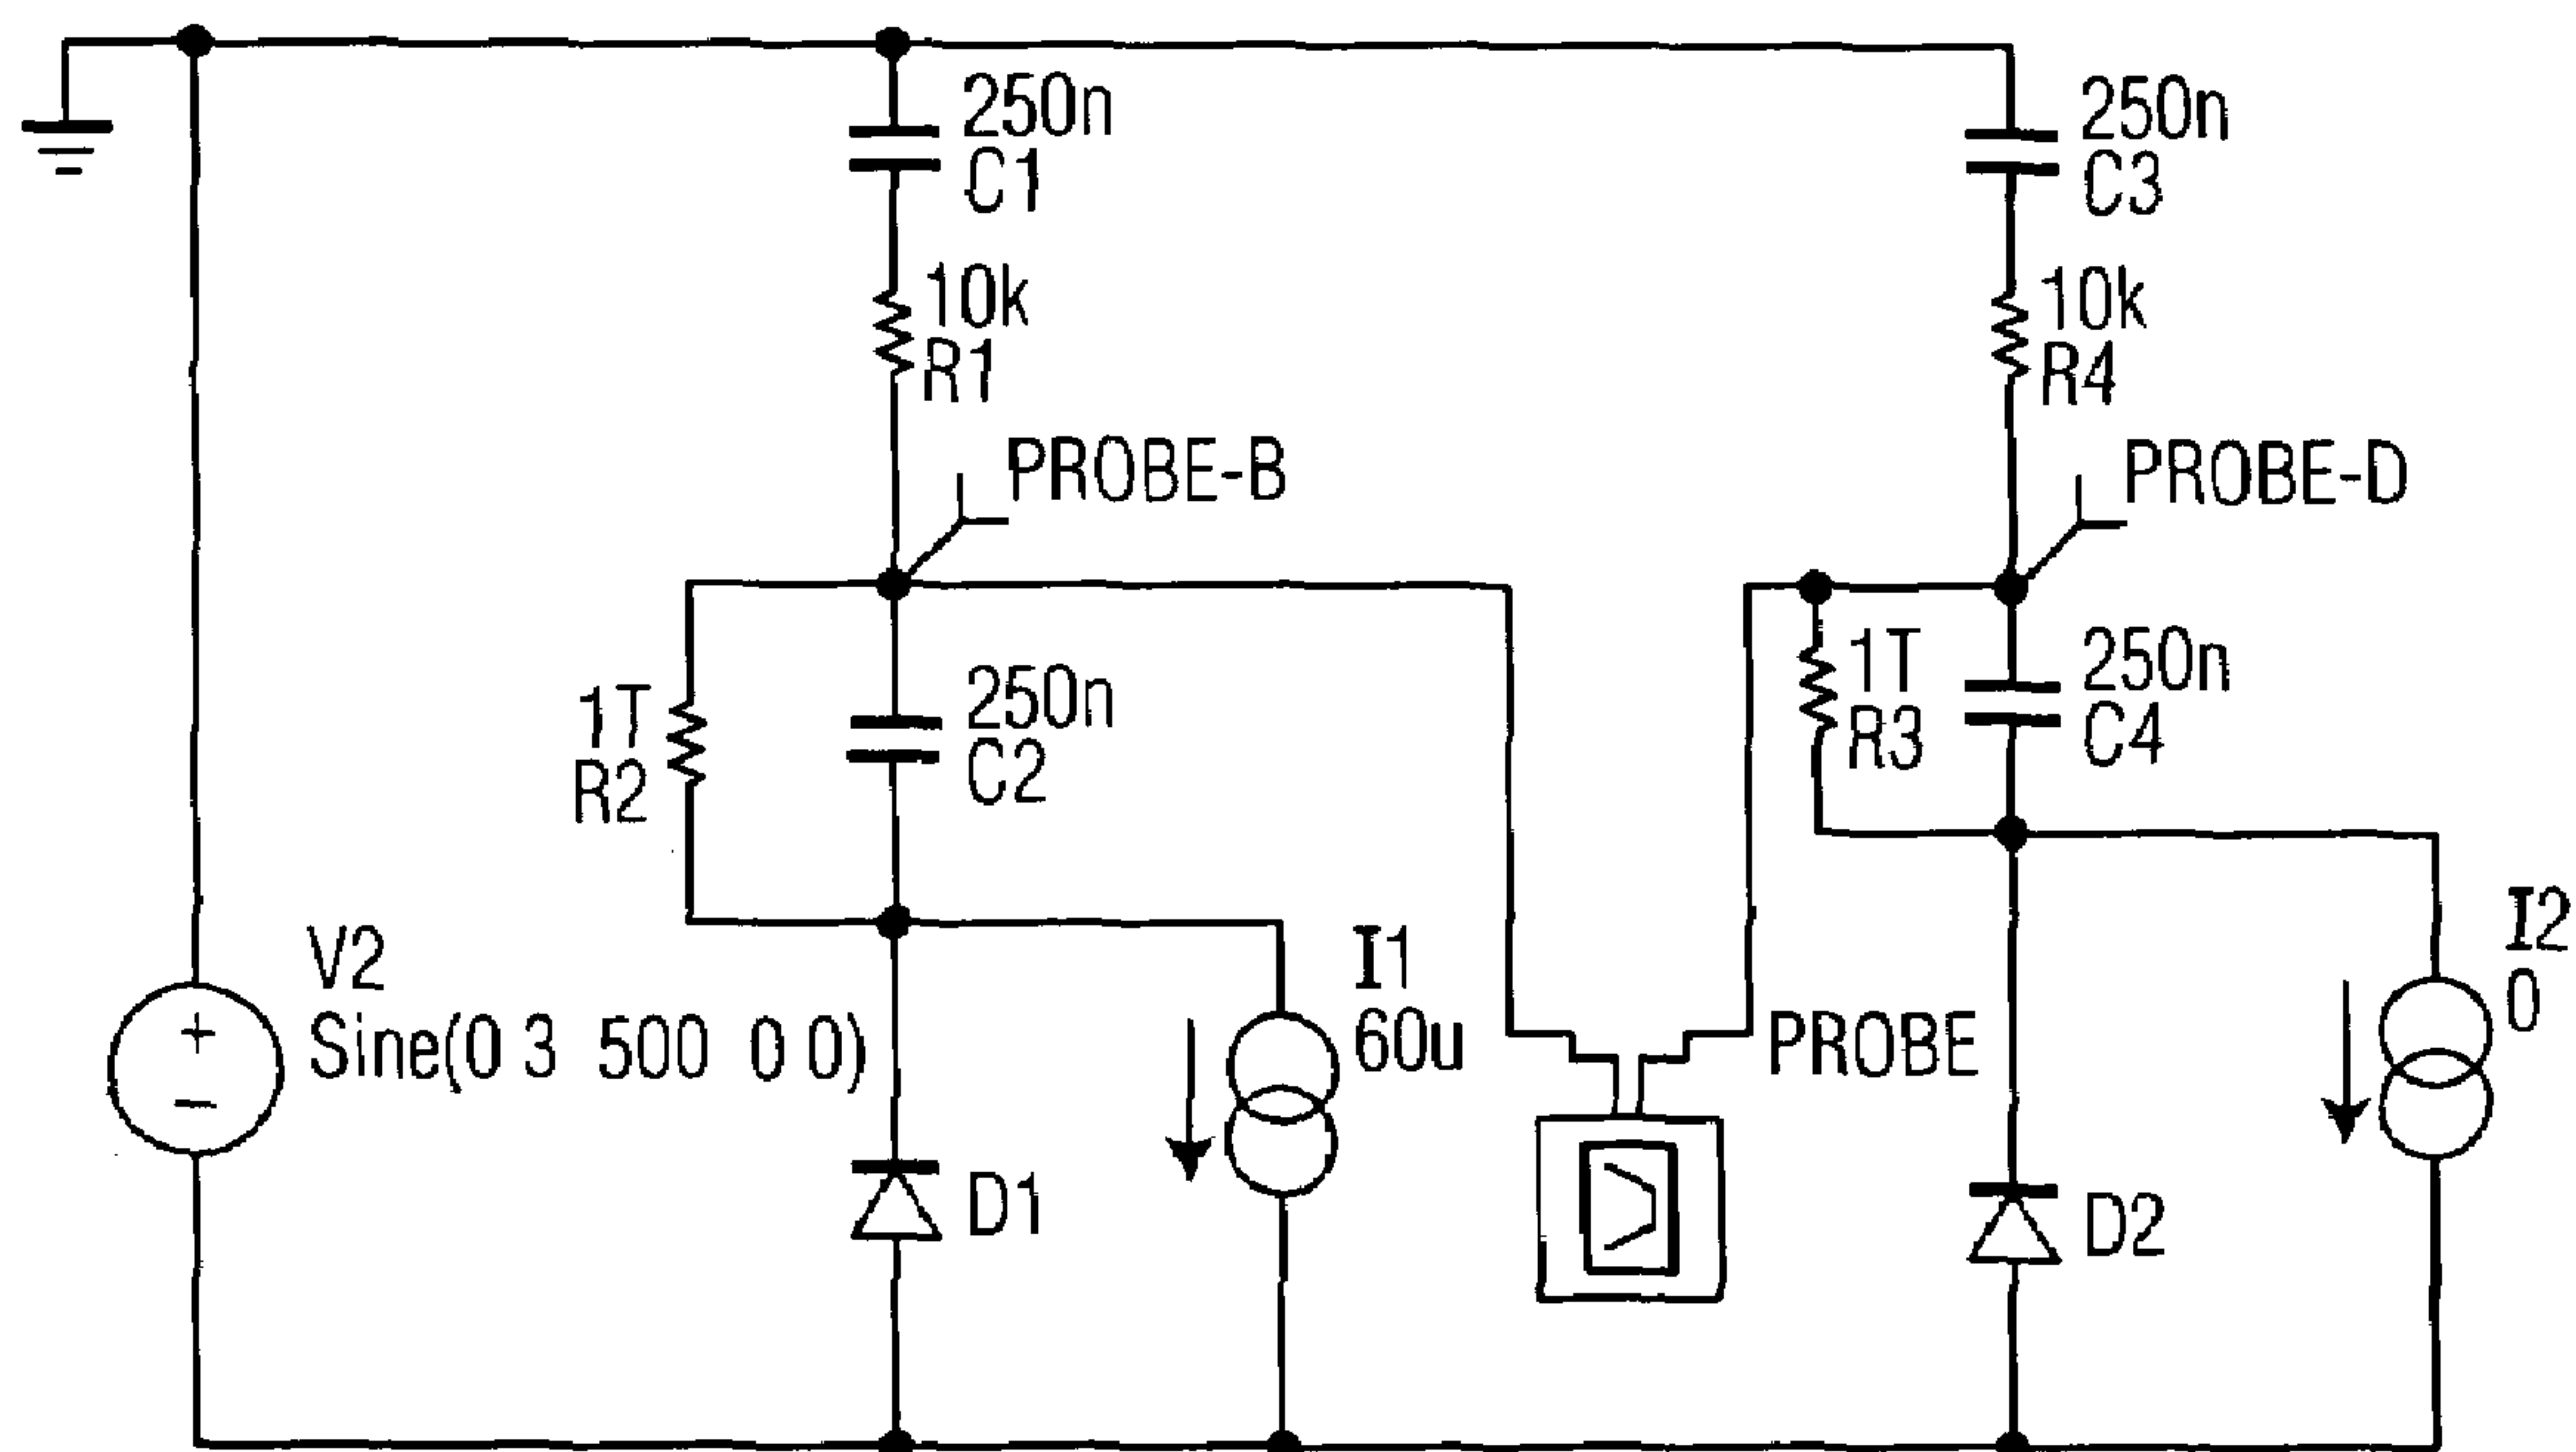 250n
C1
250n
C3
10k
R1
10k
R4
PROBE-B
PROBE-D
1T
R2
250n
C2
1T
R3
250n
C4
V2
Sine(0 3 500 0 0)
+
−
I1
60u
PROBE
I2
0
D1
D2